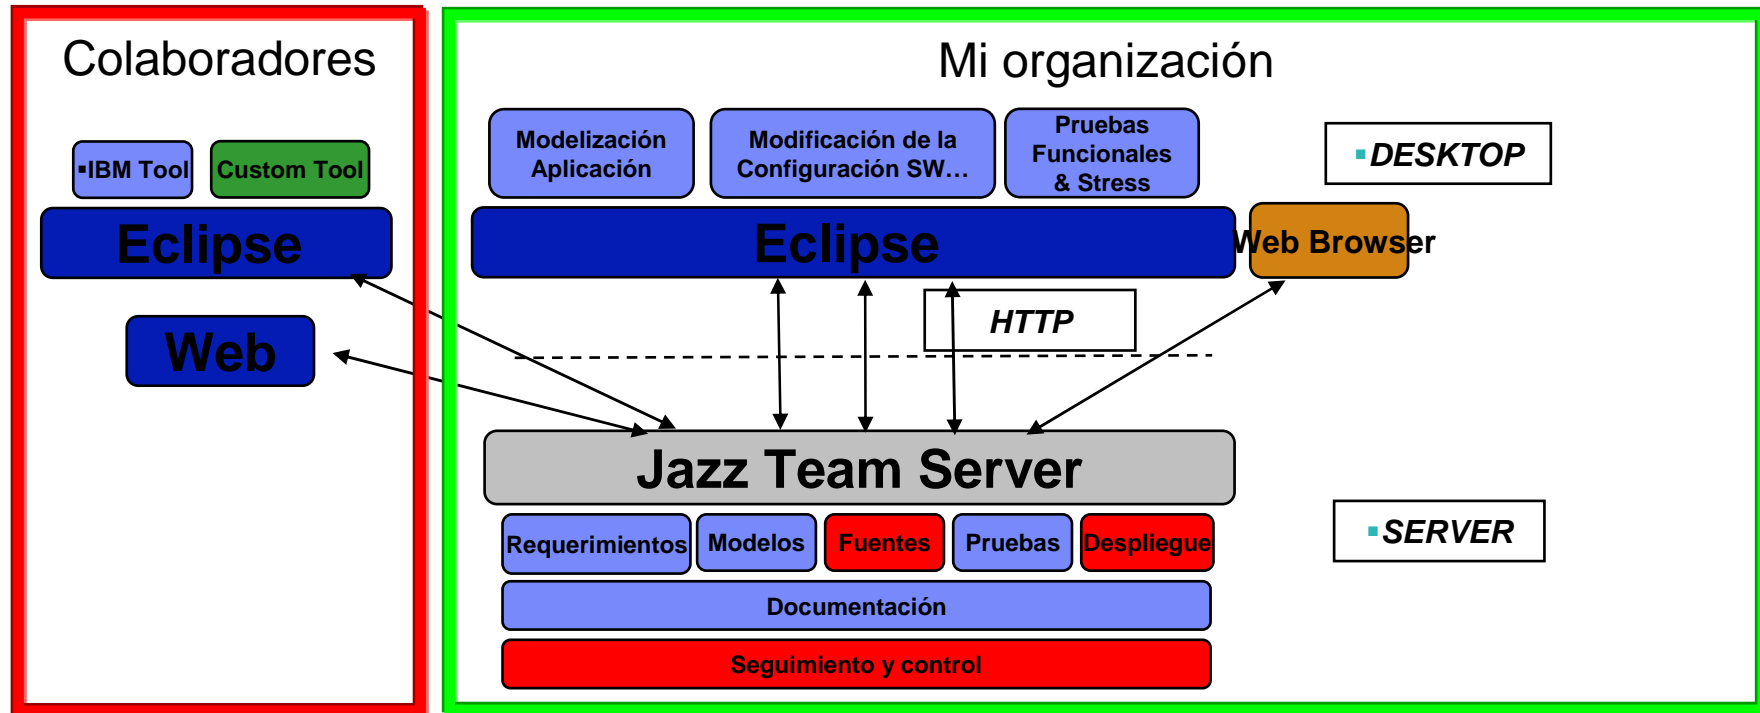 Colaboradores
▪IBM Tool
Custom Tool
Eclipse
Web
Mi organización
Modelización
Aplicación
Modificación de la
Configuración SW…
Pruebas
Funcionales
& Stress
▪DESKTOP
Eclipse
Web Browser
HTTP
Jazz Team Server
Requerimientos
Modelos
Fuentes
Pruebas
Despliegue
▪SERVER
Documentación
Seguimiento y control